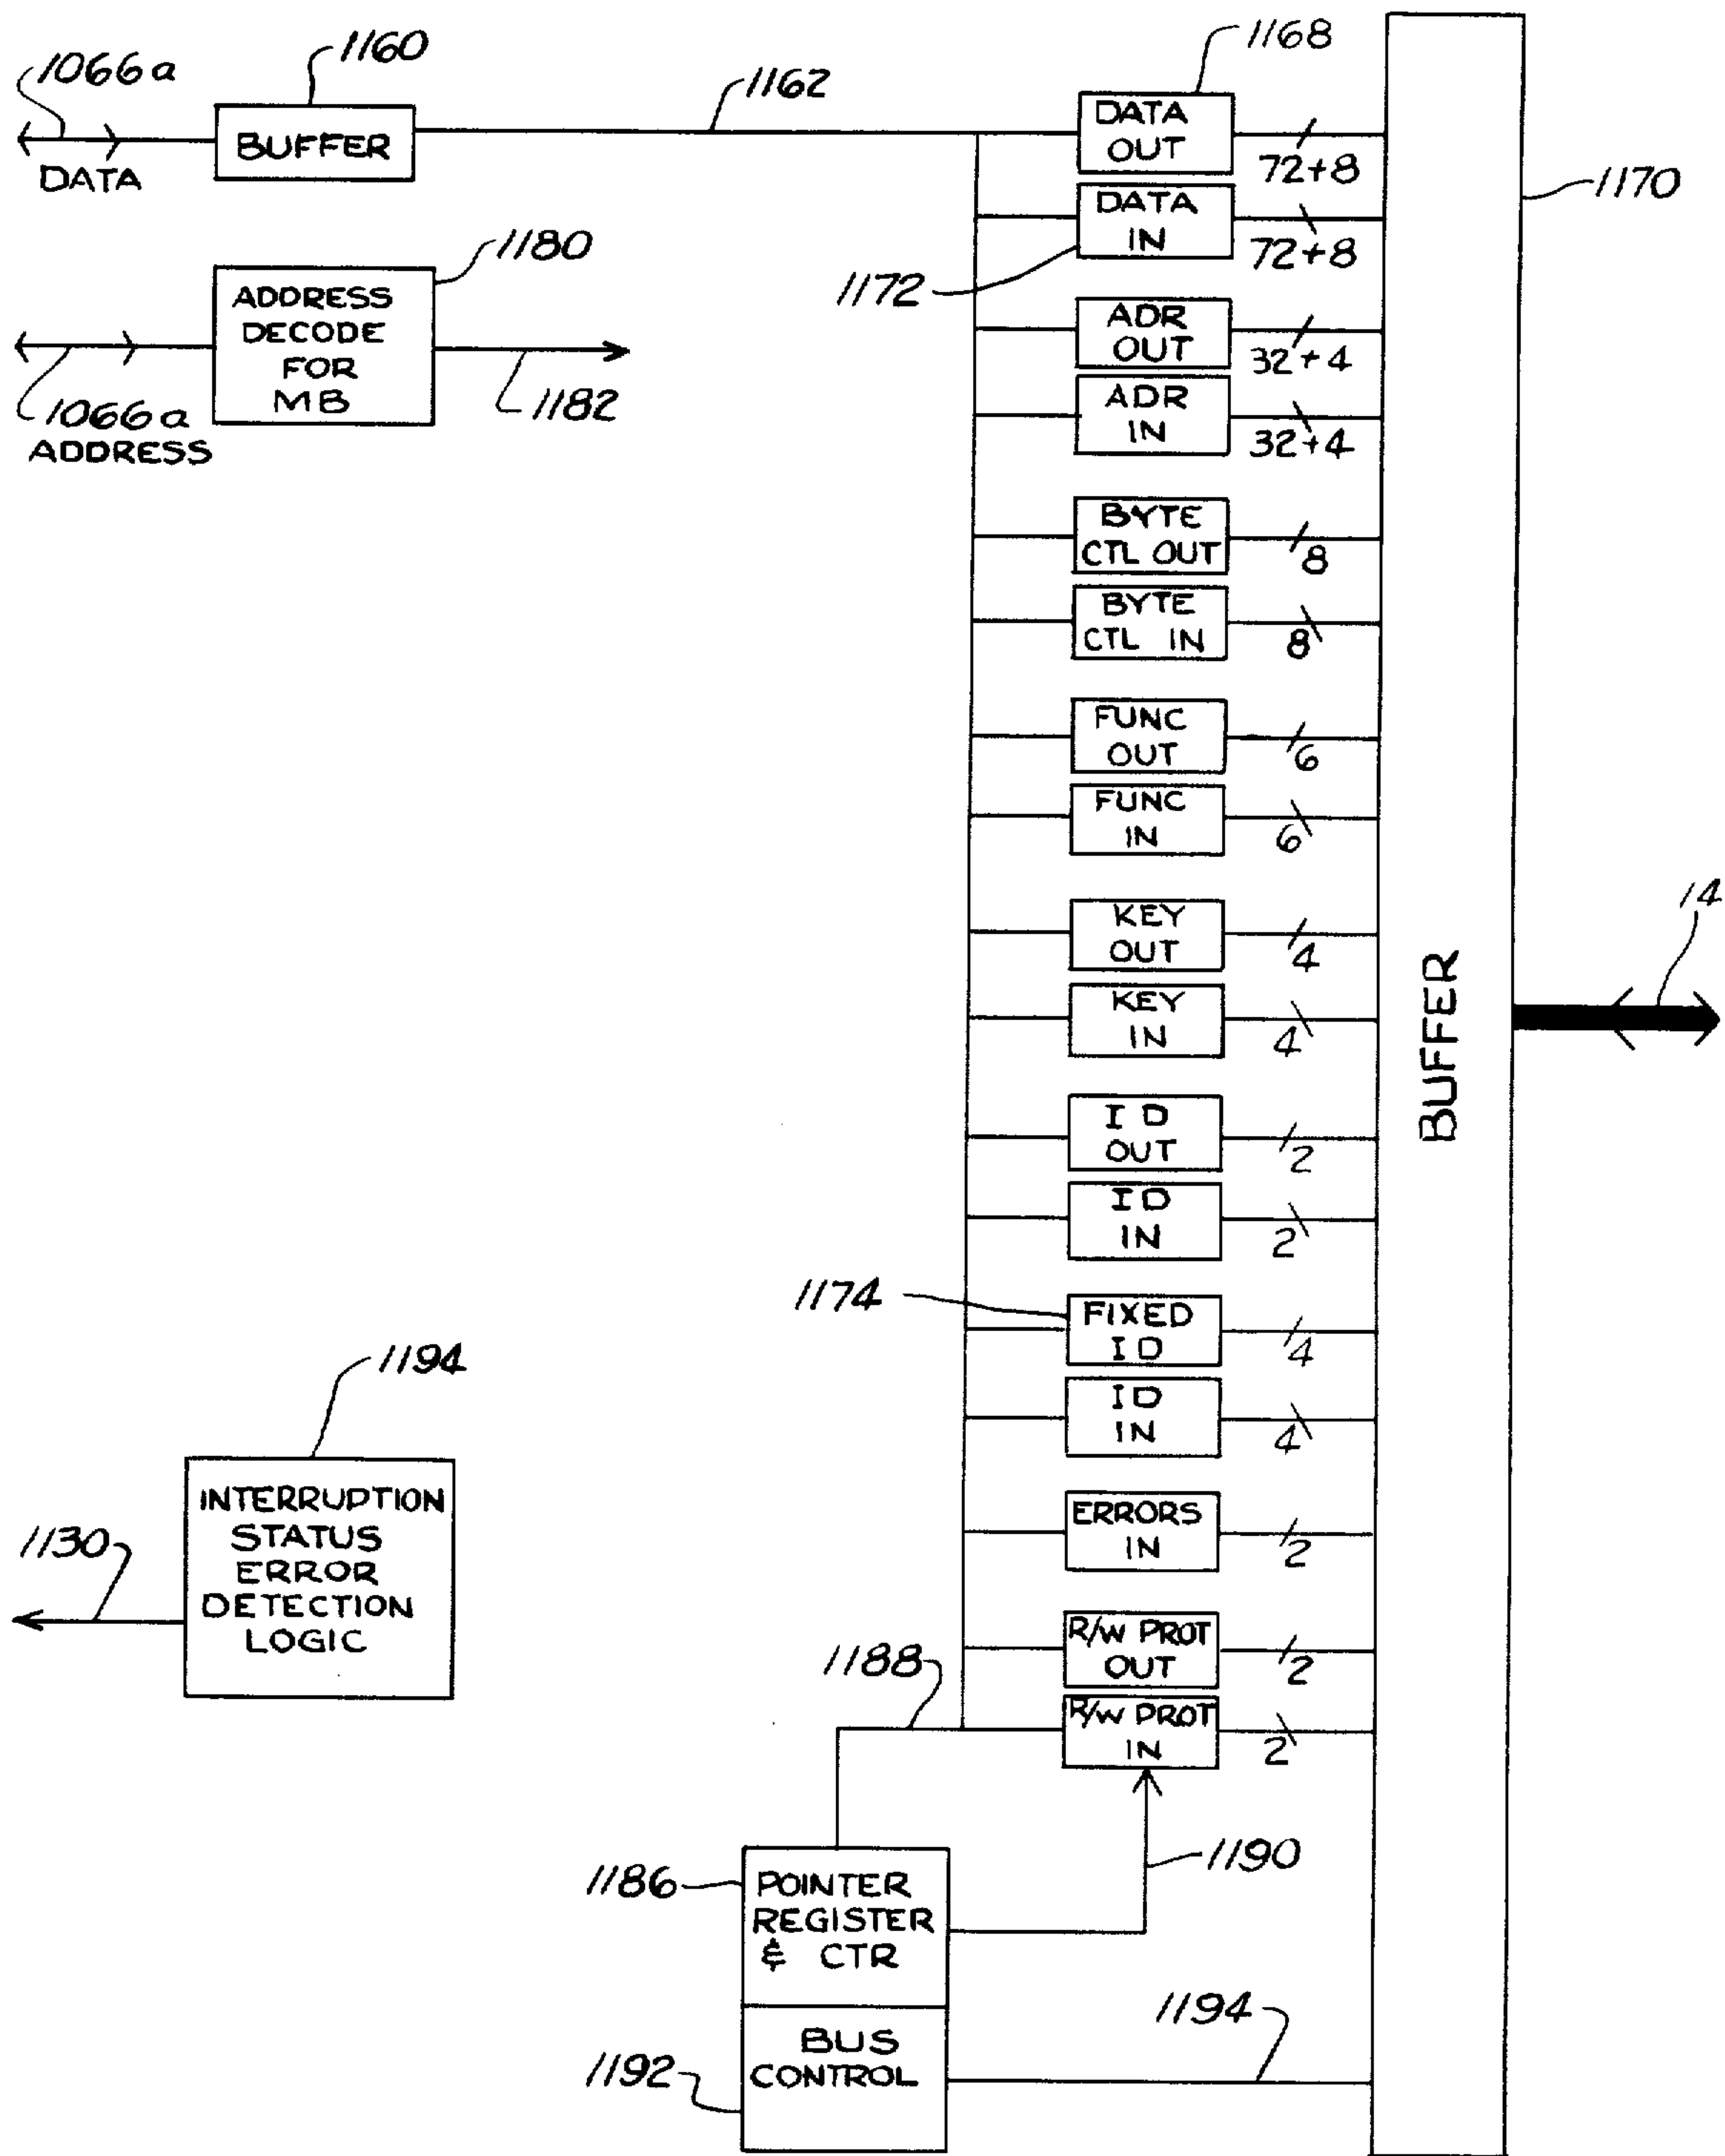 1066a
DATA
1160
BUFFER
1162
1168
DATA
OUT
72+8
1170
DATA
IN
72+8
1172
1180
ADDRESS
DECODE
FOR
MB
1066a
ADDRESS
1182
ADR
OUT
32+4
ADR
IN
32+4
BYTE
CTL OUT
8
BYTE
CTL IN
8
FUNC
OUT
6
FUNC
IN
6
KEY
OUT
4
KEY
IN
4
BUFFER
14
ID
OUT
2
ID
IN
2
1174
FIXED
ID
4
ID
IN
4
1194
INTERRUPTION
STATUS
ERROR
DETECTION
LOGIC
1130
ERRORS
IN
2
R/W PROT
OUT
2
1188
R/W PROT
IN
2
1190
1186
POINTER
REGISTER
& CTR
1192
BUS
CONTROL
1194